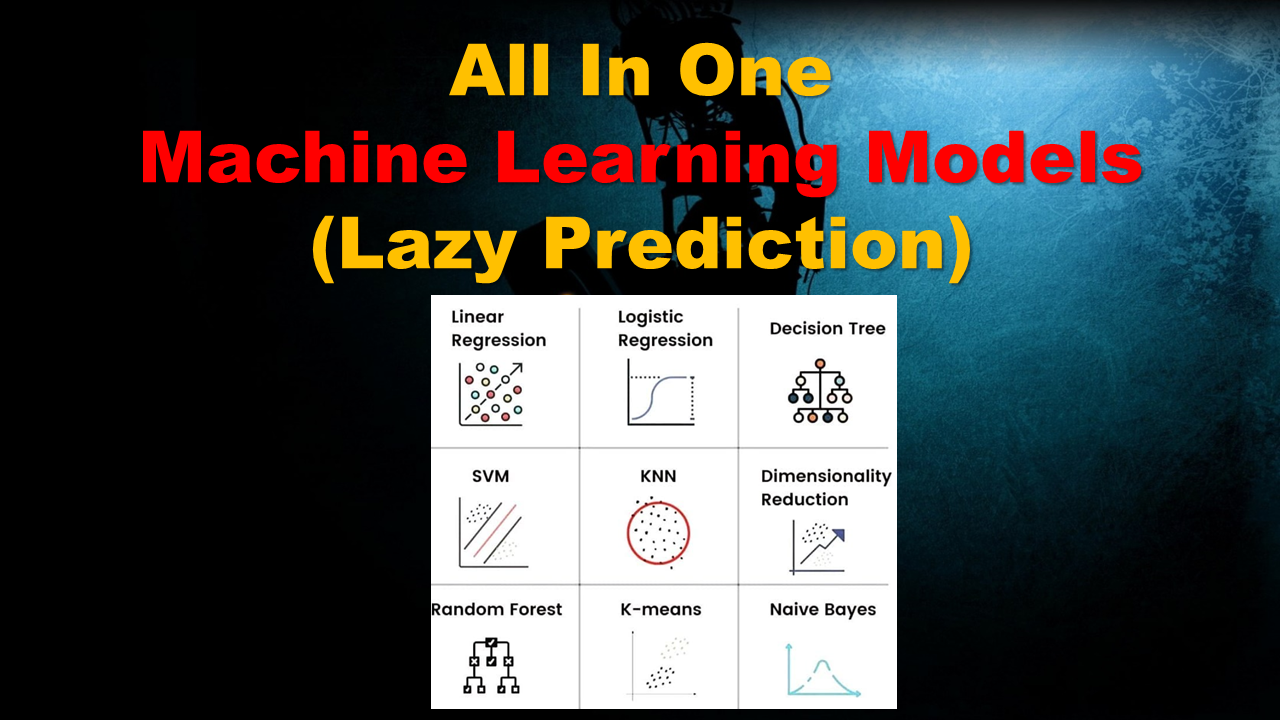 All In One
Machine Learning Models
(Lazy Prediction)
Linear
Regression
Logistic
Regression
Decision Tree
SVM
KNN
Dimensionality
Reduction
Random Forest
K-means
Naive Bayes